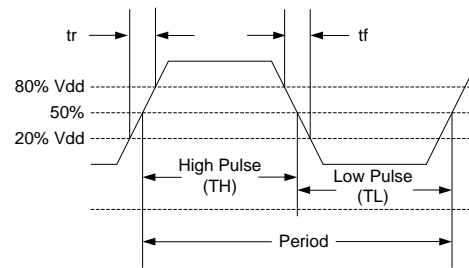 tr
tf
80% Vdd
50%
20% Vdd
High Pulse
(TH)
Low Pulse
(TL)
Period